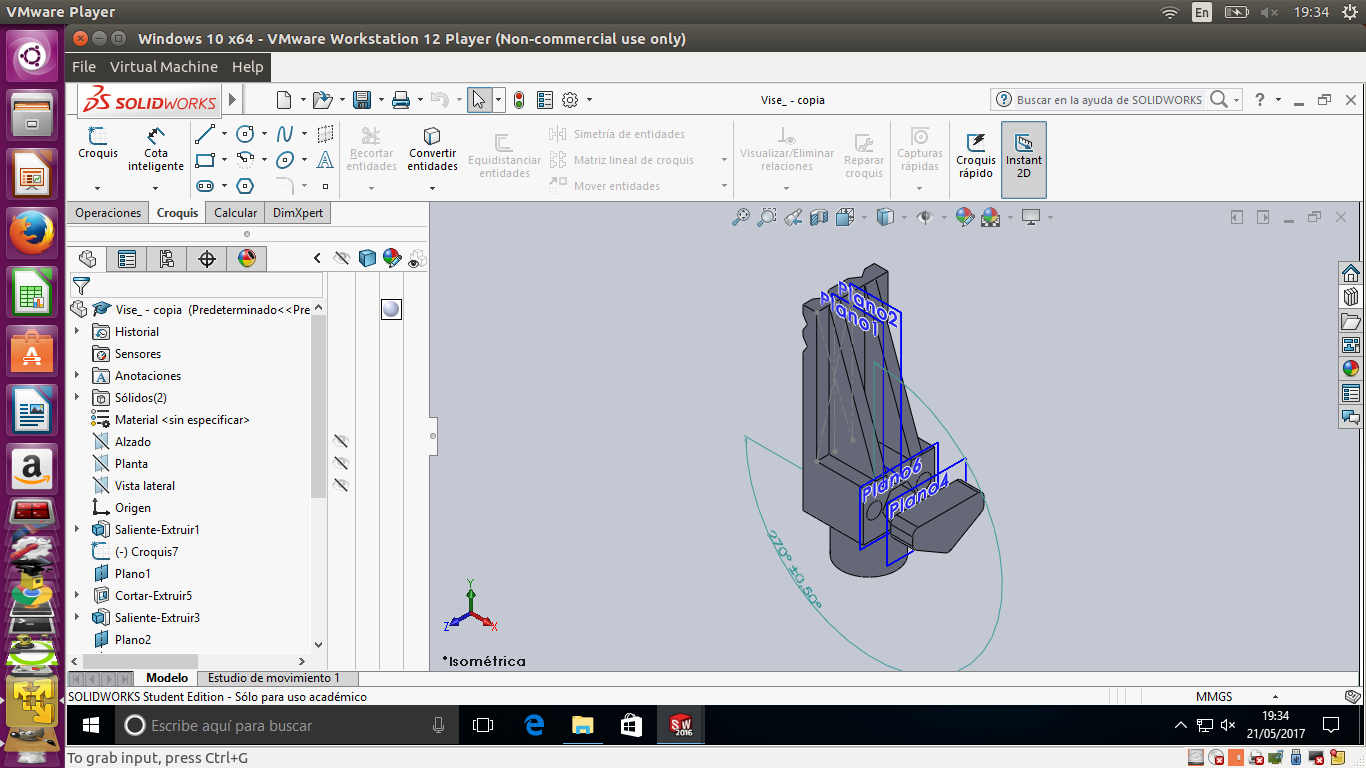 VMware Player
En
19:34
Windows 10 x64 - VMware Workstation 12 Player (Non-commercial use only)
File Virtual Machine Help
SOLIDWORKS
Vise_ - copia
Buscar en la ayuda de SOLIDWORKS
?
Croquis
Cota inteligente
Recortar entidades
Convertir entidades
Equidistanciar entidades
Simetría de entidades
Matriz lineal de croquis
Mover entidades
Visualizar/Eliminar relaciones
Reparar croquis
Capturas rápidas
Croquis rápido
Instant 2D
Operaciones Croquis Calcular DimXpert
Vise_ - copia (Predeterminado<<Pre
Historial
Sensores
Anotaciones
Sólidos(2)
Material <sin especificar>
Alzado
Planta
Vista lateral
Origen
Saliente-Extruir1
(-) Croquis7
Plano1
Cortar-Extruir5
Saliente-Extruir3
Plano2
Plano2
Plano1
Plano6
Plano4
270° ±0,50°
Y
Z
X
*Isométrica
Modelo Estudio de movimiento 1
SOLIDWORKS Student Edition - Sólo para uso académico
MMGS
Escribe aquí para buscar
SW
2016
19:34
21/05/2017
To grab input, press Ctrl+G